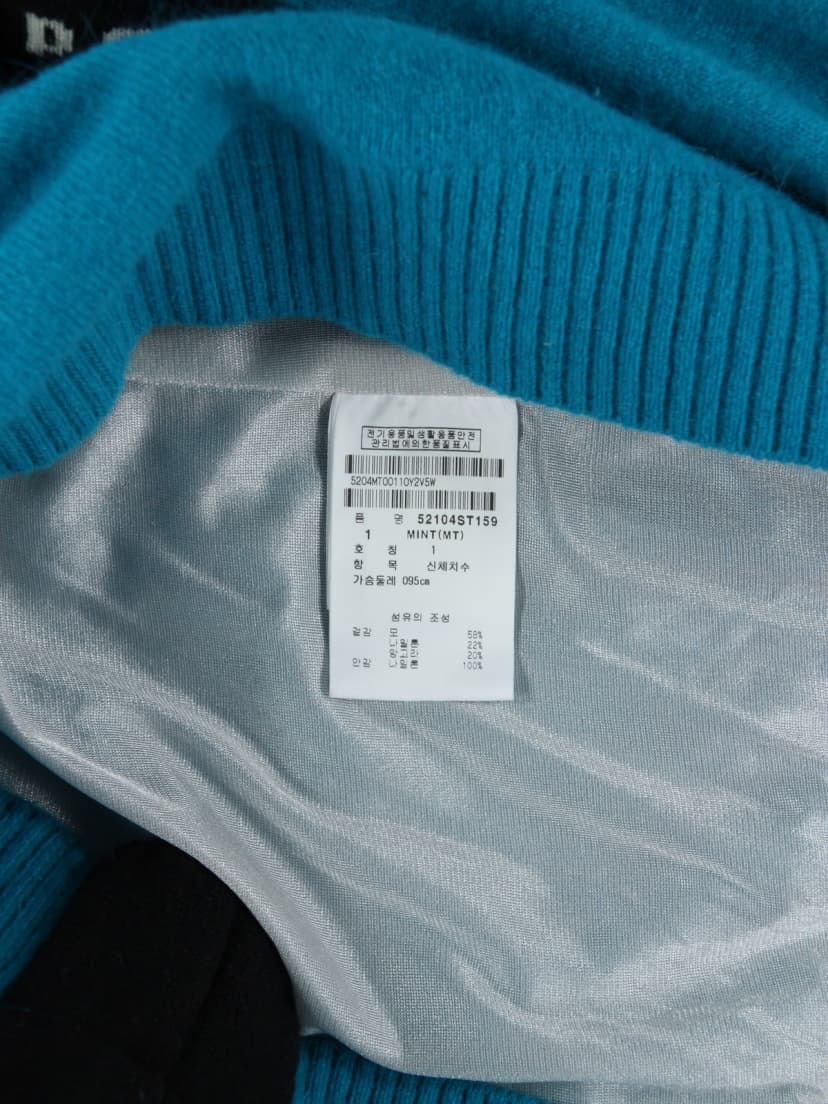 전기용품및생활용품안전
관리법에의한품질표시
5204MT00110Y2V5W
품 명 52104ST159
1 MINT(MT)
호 칭 1
항 목 신체치수
가슴둘레 095cm
섬유의 조성
겉감 모 58%
나일론 22%
앙고라 20%
안감 나일론 100%